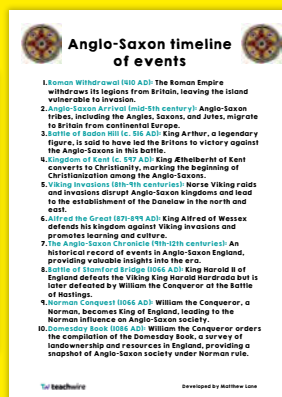 Anglo-Saxon timeline
of events
1. Roman Withdrawal (410 AD): The Roman Empire
withdraws its legions from Britain, leaving the island
vulnerable to invasion.
2. Anglo-Saxon Arrival (mid-5th century): Anglo-Saxon
tribes, including the Angles, Saxons, and Jutes, migrate
to Britain from continental Europe.
3. Battle of Badon Hill (c. 516 AD): King Arthur, a legendary
figure, is said to have led the Britons to victory against
the Anglo-Saxons in this battle.
4. Kingdom of Kent (c. 597 AD): King Æthelberht of Kent
converts to Christianity, marking the beginning of
Christianization among the Anglo-Saxons.
5. Viking Invasions (8th-9th centuries): Norse Viking raids
and invasions disrupt Anglo-Saxon kingdoms and lead
to the establishment of the Danelaw in the north and
east.
6. Alfred the Great (871-899 AD): King Alfred of Wessex
defends his kingdom against Viking invasions and
promotes learning and culture.
7. The Anglo-Saxon Chronicle (9th-12th centuries): An
historical record of events in Anglo-Saxon England,
providing valuable insights into the era.
8. Battle of Stamford Bridge (1066 AD): King Harold II of
England defeats the Viking King Harald Hardrada but is
later defeated by William the Conqueror at the Battle
of Hastings.
9. Norman Conquest (1066 AD): William the Conqueror, a
Norman, becomes King of England, leading to the
Norman influence on Anglo-Saxon society.
10. Domesday Book (1086 AD): William the Conqueror orders
the compilation of the Domesday Book, a survey of
landownership and resources in England, providing a
snapshot of Anglo-Saxon society under Norman rule.
teachwire
Developed by Matthew Lane